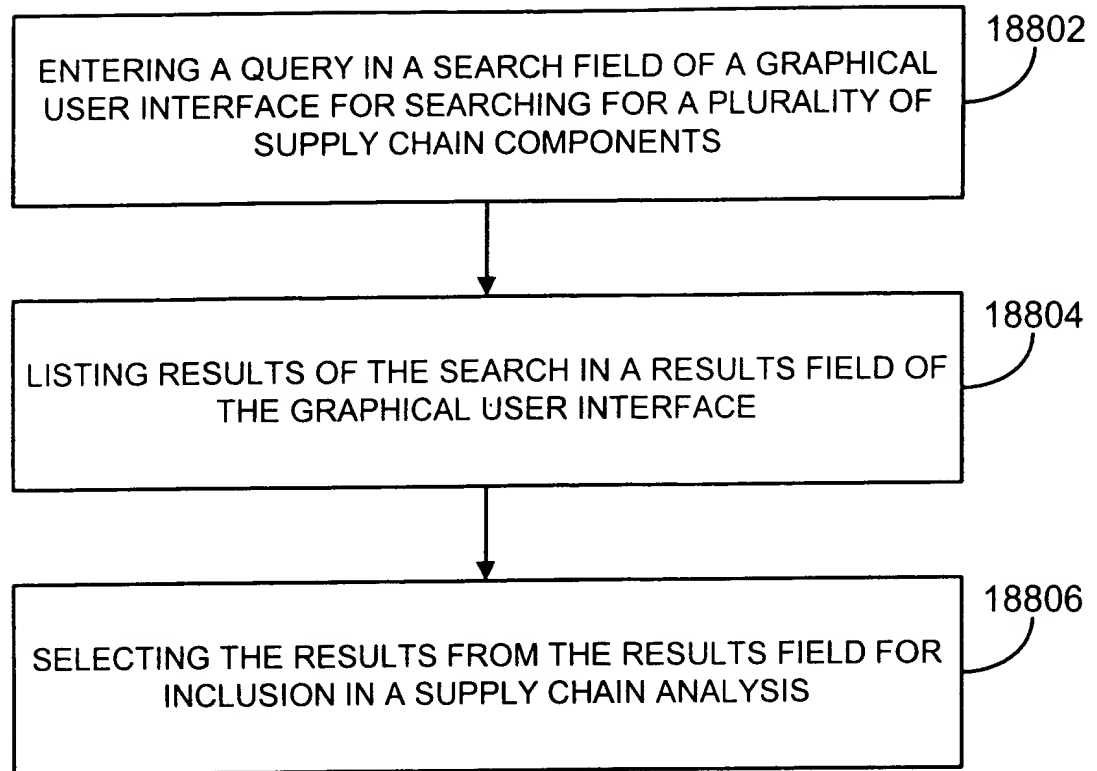 18802
ENTERING A QUERY IN A SEARCH FIELD OF A GRAPHICAL
USER INTERFACE FOR SEARCHING FOR A PLURALITY OF
SUPPLY CHAIN COMPONENTS
18804
LISTING RESULTS OF THE SEARCH IN A RESULTS FIELD OF
THE GRAPHICAL USER INTERFACE
18806
SELECTING THE RESULTS FROM THE RESULTS FIELD FOR
INCLUSION IN A SUPPLY CHAIN ANALYSIS